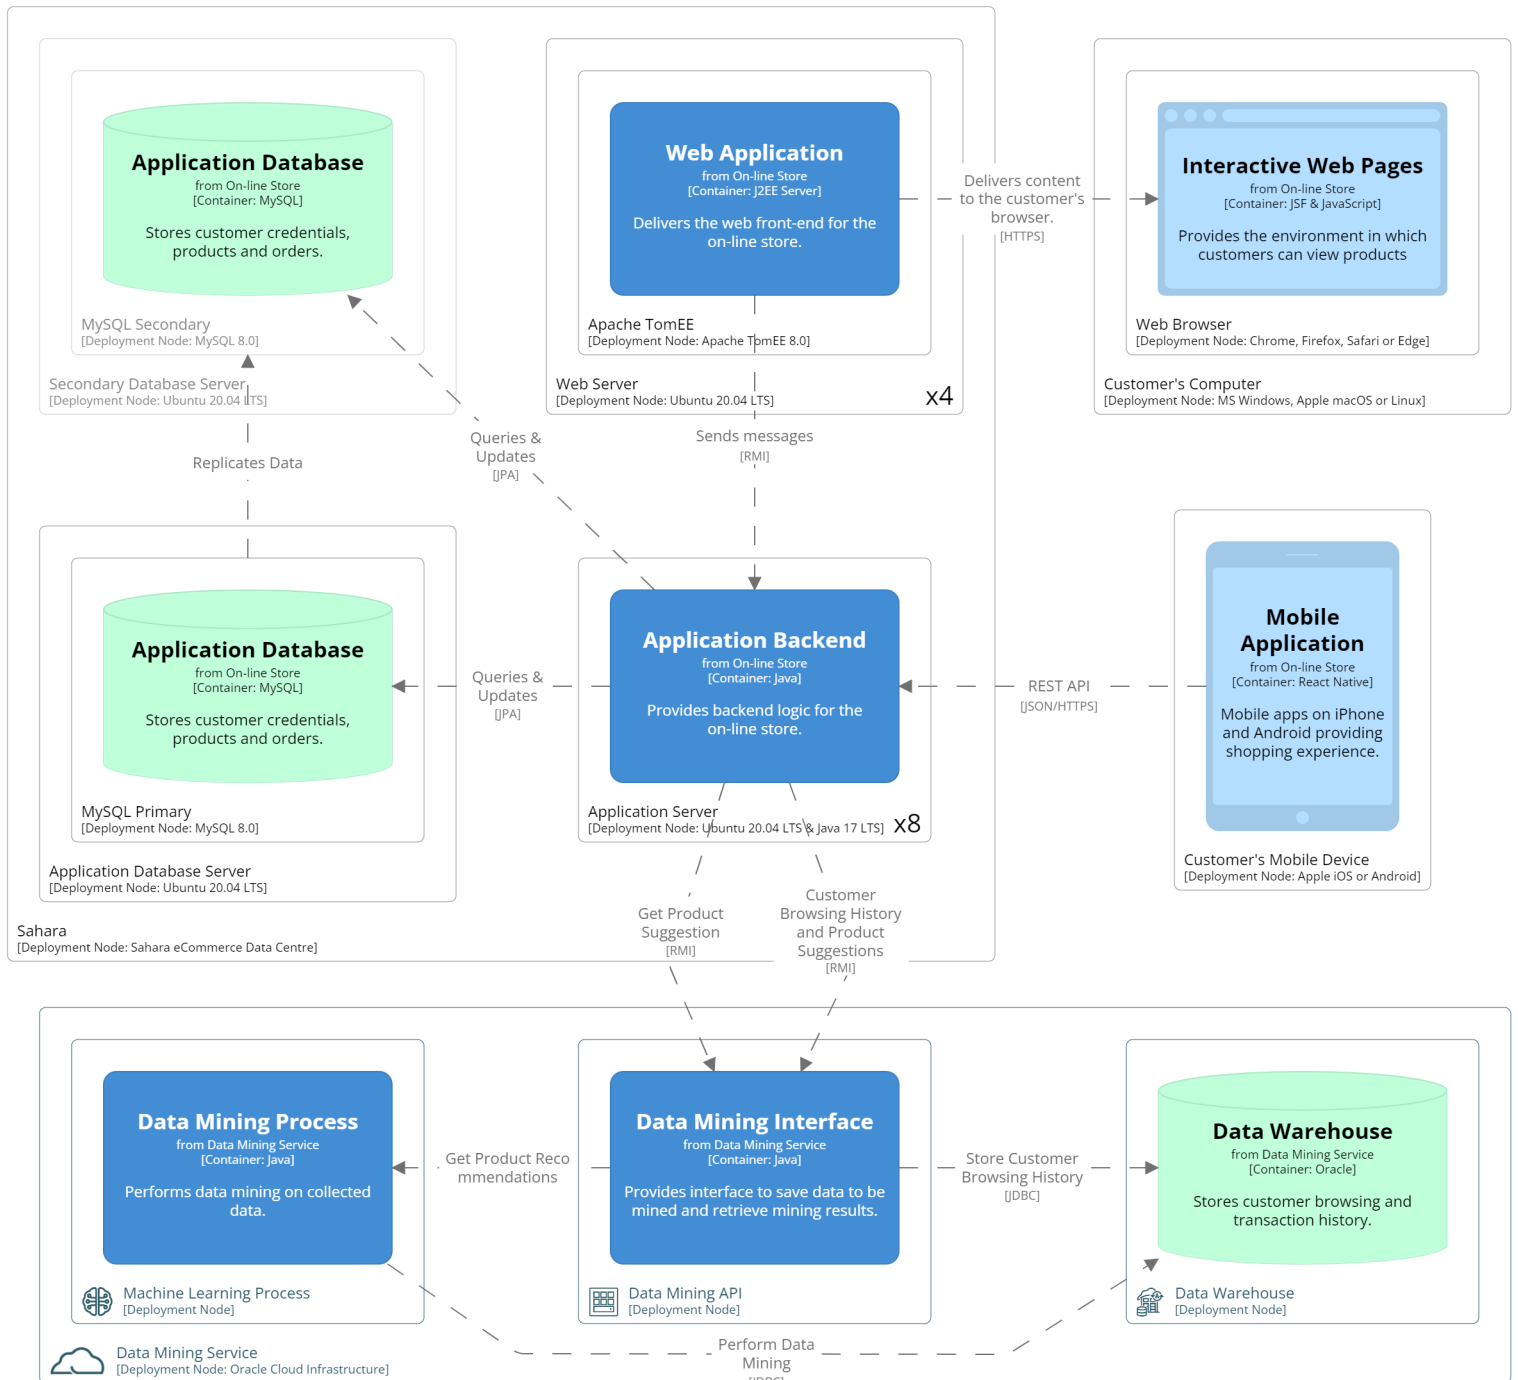 Application Database
from On-line Store
[Container: MySQL]
Stores customer credentials,
products and orders.
MySQL Secondary
[Deployment Node: MySQL 8.0]
Secondary Database Server
[Deployment Node: Ubuntu 20.04 LTS]
Web Application
from On-line Store
[Container: J2EE Server]
Delivers the web front-end for the
on-line store.
Apache TomEE
[Deployment Node: Apache TomEE 8.0]
Web Server
[Deployment Node: Ubuntu 20.04 LTS]
x4
Delivers content
to the customer's
browser.
[HTTPS]
Interactive Web Pages
from On-line Store
[Container: JSF & JavaScript]
Provides the environment in which
customers can view products
Web Browser
[Deployment Node: Chrome, Firefox, Safari or Edge]
Customer's Computer
[Deployment Node: MS Windows, Apple macOS or Linux]
Replicates Data
Queries &
Updates
[JPA]
Sends messages
[RMI]
Application Database
from On-line Store
[Container: MySQL]
Stores customer credentials,
products and orders.
MySQL Primary
[Deployment Node: MySQL 8.0]
Application Database Server
[Deployment Node: Ubuntu 20.04 LTS]
Queries &
Updates
[JPA]
Application Backend
from On-line Store
[Container: Java]
Provides backend logic for the
on-line store.
Application Server
[Deployment Node: Ubuntu 20.04 LTS & Java 17 LTS]
x8
REST API
[JSON/HTTPS]
Mobile
Application
from On-line Store
[Container: React Native]
Mobile apps on iPhone
and Android providing
shopping experience.
Customer's Mobile Device
[Deployment Node: Apple iOS or Android]
Sahara
[Deployment Node: Sahara eCommerce Data Centre]
Get Product
Suggestion
[RMI]
Customer
Browsing History
and Product
Suggestions
[RMI]
Data Mining Process
from Data Mining Service
[Container: Java]
Performs data mining on collected
data.
Machine Learning Process
[Deployment Node]
Get Product Reco
mmendations
Data Mining Interface
from Data Mining Service
[Container: Java]
Provides interface to save data to be
mined and retrieve mining results.
Data Mining API
[Deployment Node]
Store Customer
Browsing History
[JDBC]
Data Warehouse
from Data Mining Service
[Container: Oracle]
Stores customer browsing and
transaction history.
Data Warehouse
[Deployment Node]
Data Mining Service
[Deployment Node: Oracle Cloud Infrastructure]
Perform Data
Mining